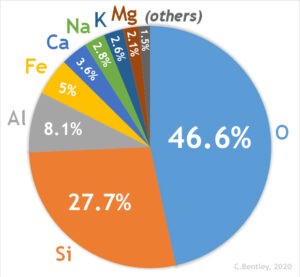 Mg (others)
K
Na
Ca
Fe
Al
Si
O
1.5%
2.1%
2.6%
2.8%
3.6%
5%
8.1%
27.7%
46.6%
C.Bentley, 2020